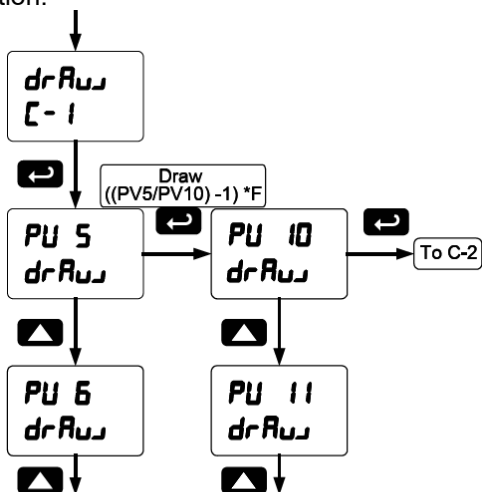 tion.
drAw
C-1
Draw
((PV5/PV10) -1) *F
PV 5
drAw
PV 10
drAw
To C-2
PV 6
drAw
PV 11
drAw